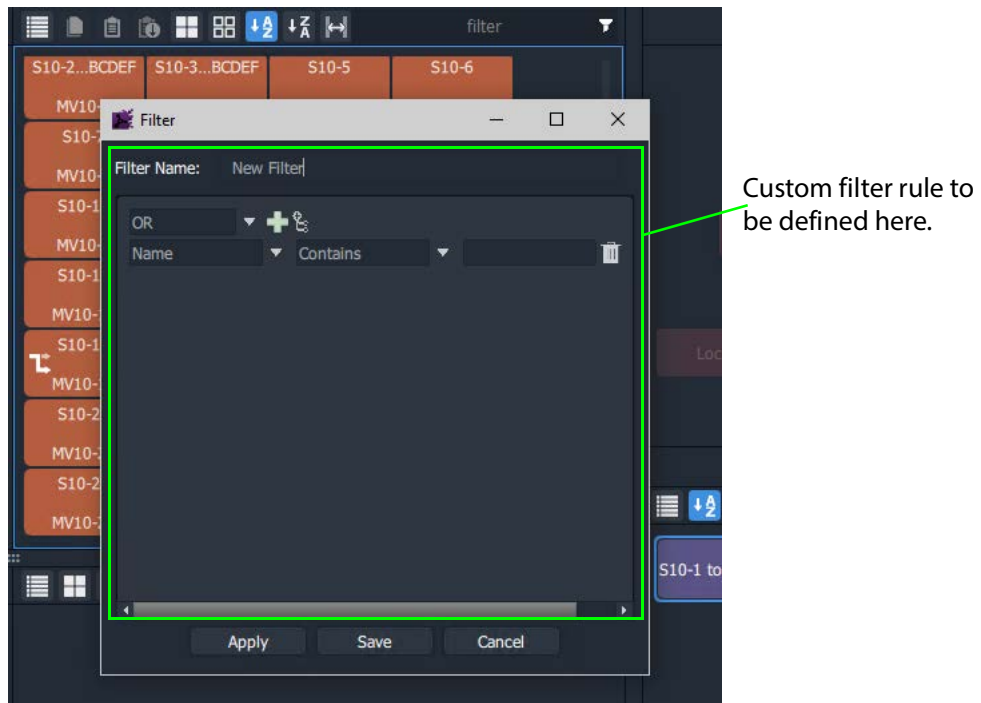 filter
S10-2...BCDEF S10-3...BCDEF S10-5 S10-6
MV10-
Filter
S10-
Filter Name: New Filter
MV10-
S10-1
OR
MV10-
Name Contains
S10-1
MV10-
S10-1
MV10-
S10-2
MV10-
S10-2
MV10-
Apply Save Cancel
Loc
S10-1 to
Custom filter rule to
be defined here.